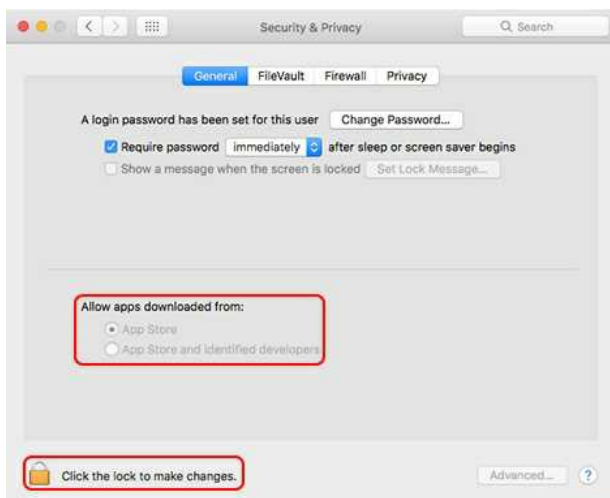 Security & Privacy
Search
General FileVault Firewall Privacy
A login password has been set for this user Change Password...
Require password immediately after sleep or screen saver begins
Show a message when the screen is locked Set Lock Message...
Allow apps downloaded from:
App Store
App Store and identified developers
Click the lock to make changes.
Advanced... ?